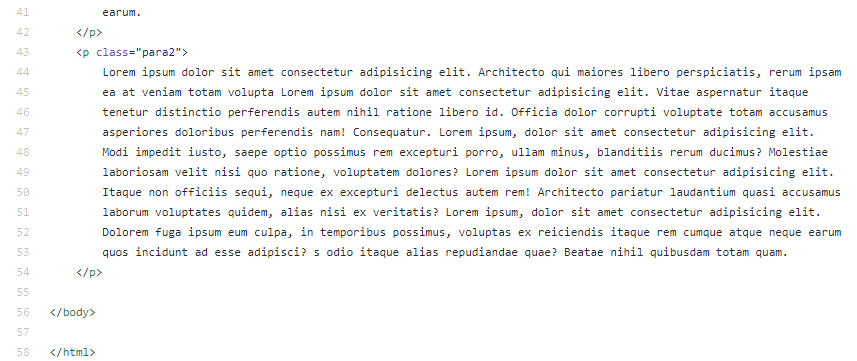 41 earum.
42 </p>
43 <p class="para2">
44 Lorem ipsum dolor sit amet consectetur adipisicing elit. Architecto qui maiores libero perspiciatis, rerum ipsam
45 ea at veniam totam volupta Lorem ipsum dolor sit amet consectetur adipisicing elit. Vitae aspernatur itaque
46 tenetur distinctio perferendis autem nihil ratione libero id. Officia dolor corrupti voluptate totam accusamus
47 asperiores doloribus perferendis nam! Consequatur. Lorem ipsum, dolor sit amet consectetur adipisicing elit.
48 Modi impedit iusto, saepe optio possimus rem excepturi porro, ullam minus, blanditiis rerum ducimus? Molestiae
49 laboriosam velit nisi quo ratione, voluptatem dolores? Lorem ipsum dolor sit amet consectetur adipisicing elit.
50 Itaque non officiis sequi, neque ex excepturi delectus autem rem! Architecto pariatur laudantium quasi accusamus
51 laborum voluptates quidem, alias nisi ex veritatis? Lorem ipsum, dolor sit amet consectetur adipisicing elit.
52 Dolorem fuga ipsum eum culpa, in temporibus possimus, voluptas ex reiciendis itaque rem cumque atque neque earum
53 quos incidunt ad esse adipisci? s odio itaque alias repudiandae quae? Beatae nihil quibusdam totam quam.
54 </p>
55
56 </body>
57
58 </html>